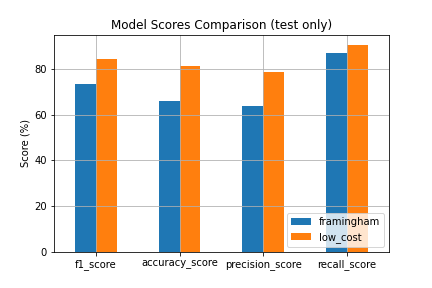 Model Scores Comparison (test only)
Score (%)
80
60
40
20
0
f1_score
accuracy_score
precision_score
recall_score
framingham
low_cost